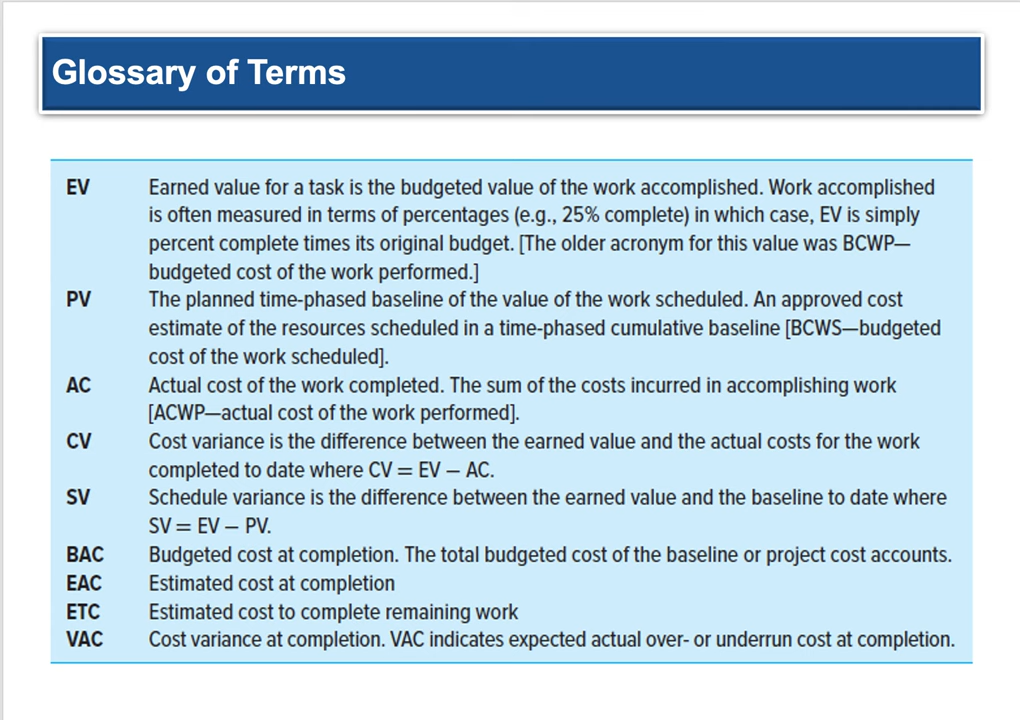 Glossary of Terms
EV Earned value for a task is the budgeted value of the work accomplished. Work accomplished
is often measured in terms of percentages (e.g., 25% complete) in which case, EV is simply
percent complete times its original budget. [The older acronym for this value was BCWP—
budgeted cost of the work performed.]
PV The planned time-phased baseline of the value of the work scheduled. An approved cost
estimate of the resources scheduled in a time-phased cumulative baseline [BCWS—budgeted
cost of the work scheduled].
AC Actual cost of the work completed. The sum of the costs incurred in accomplishing work
[ACWP—actual cost of the work performed].
CV Cost variance is the difference between the earned value and the actual costs for the work
completed to date where CV = EV – AC.
SV Schedule variance is the difference between the earned value and the baseline to date where
SV = EV – PV.
BAC Budgeted cost at completion. The total budgeted cost of the baseline or project cost accounts.
EAC Estimated cost at completion
ETC Estimated cost to complete remaining work
VAC Cost variance at completion. VAC indicates expected actual over- or underrun cost at completion.